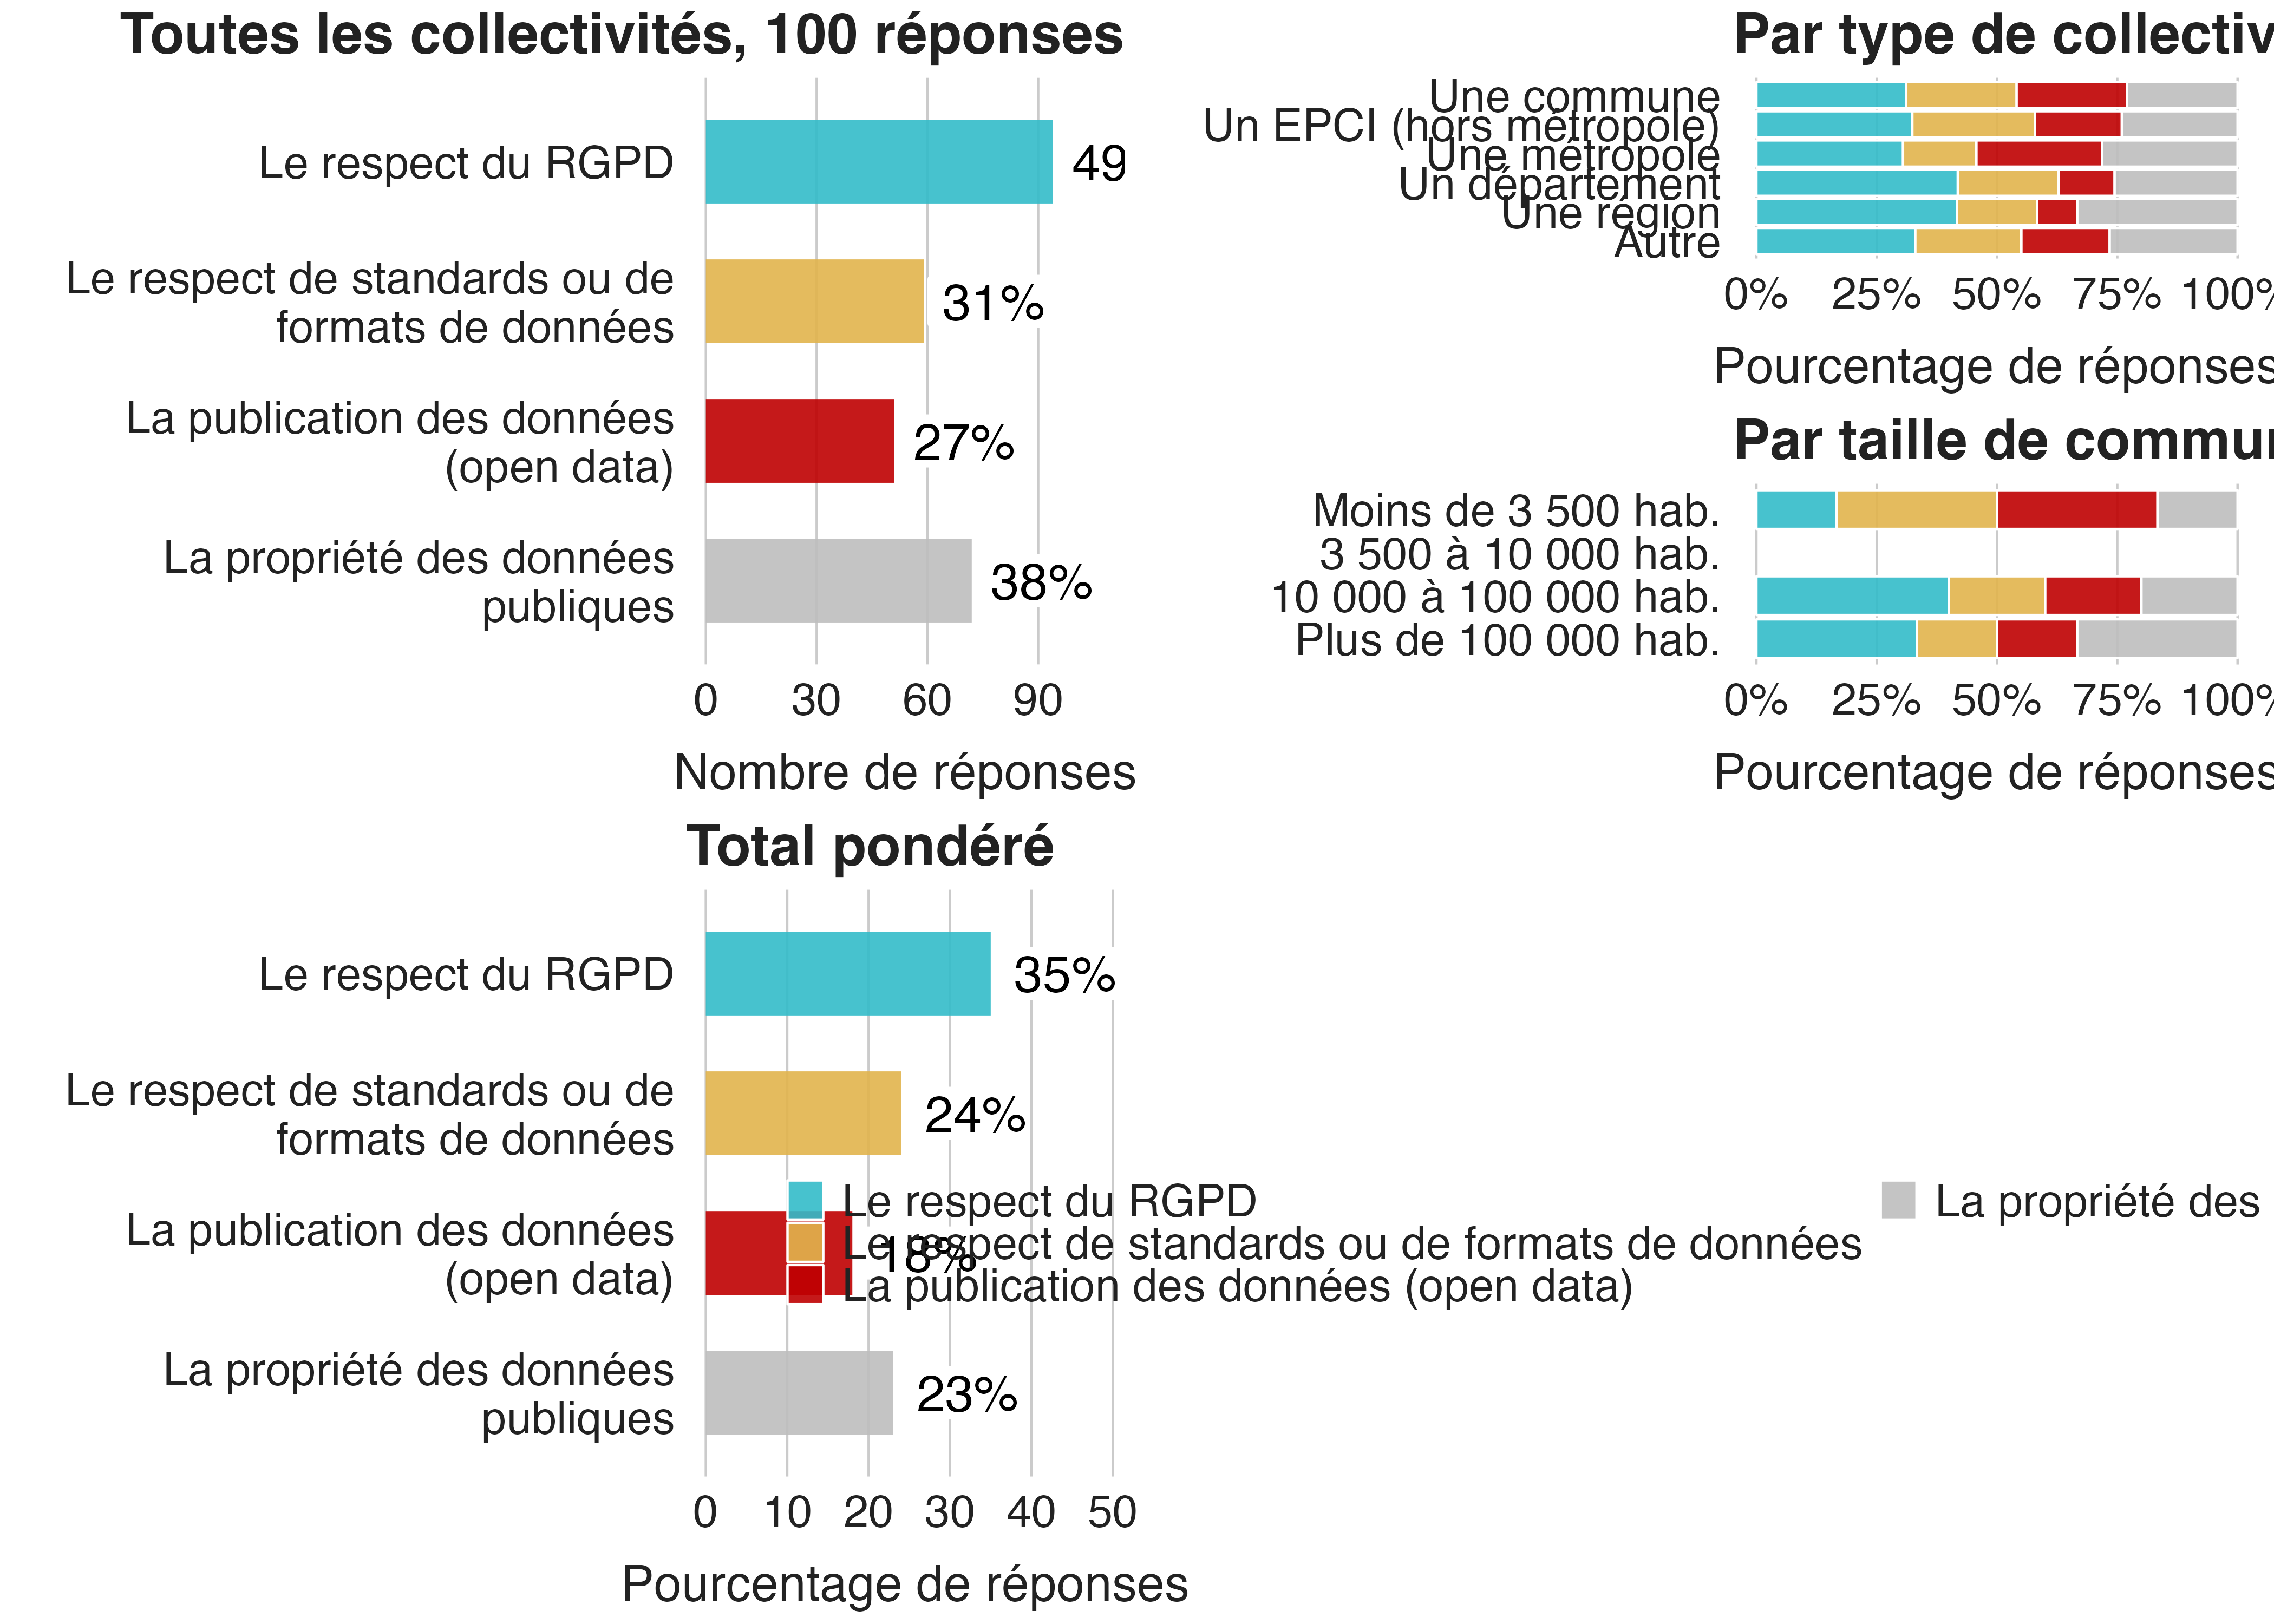 Toutes les collectivités, 100 réponses
Le respect du RGPD
49
Le respect de standards ou de
formats de données
31%
La publication des données
(open data)
27%
La propriété des données
publiques
38%
0 30 60 90
Nombre de réponses
Par type de collectiv
Une commune
Un EPCI (hors métropole)
Une métropole
Un département
Une région
Autre
0% 25% 50% 75% 100%
Pourcentage de réponses
Par taille de commun
Moins de 3 500 hab.
3 500 à 10 000 hab.
10 000 à 100 000 hab.
Plus de 100 000 hab.
0% 25% 50% 75% 100%
Pourcentage de réponses
Total pondéré
Le respect du RGPD
35%
Le respect de standards ou de
formats de données
24%
La publication des données
(open data)
18%
La propriété des données
publiques
23%
0 10 20 30 40 50
Pourcentage de réponses
Le respect du RGPD
Le respect de standards ou de formats de données
La publication des données (open data)
La propriété des